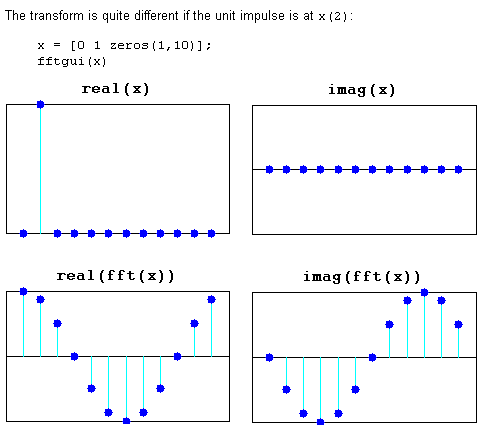 The transform is quite different if the unit impulse is at x(2):
x = [0 1 zeros(1,10)];
fftgui(x)
real(x)
imag(x)
real(fft(x))
imag(fft(x))